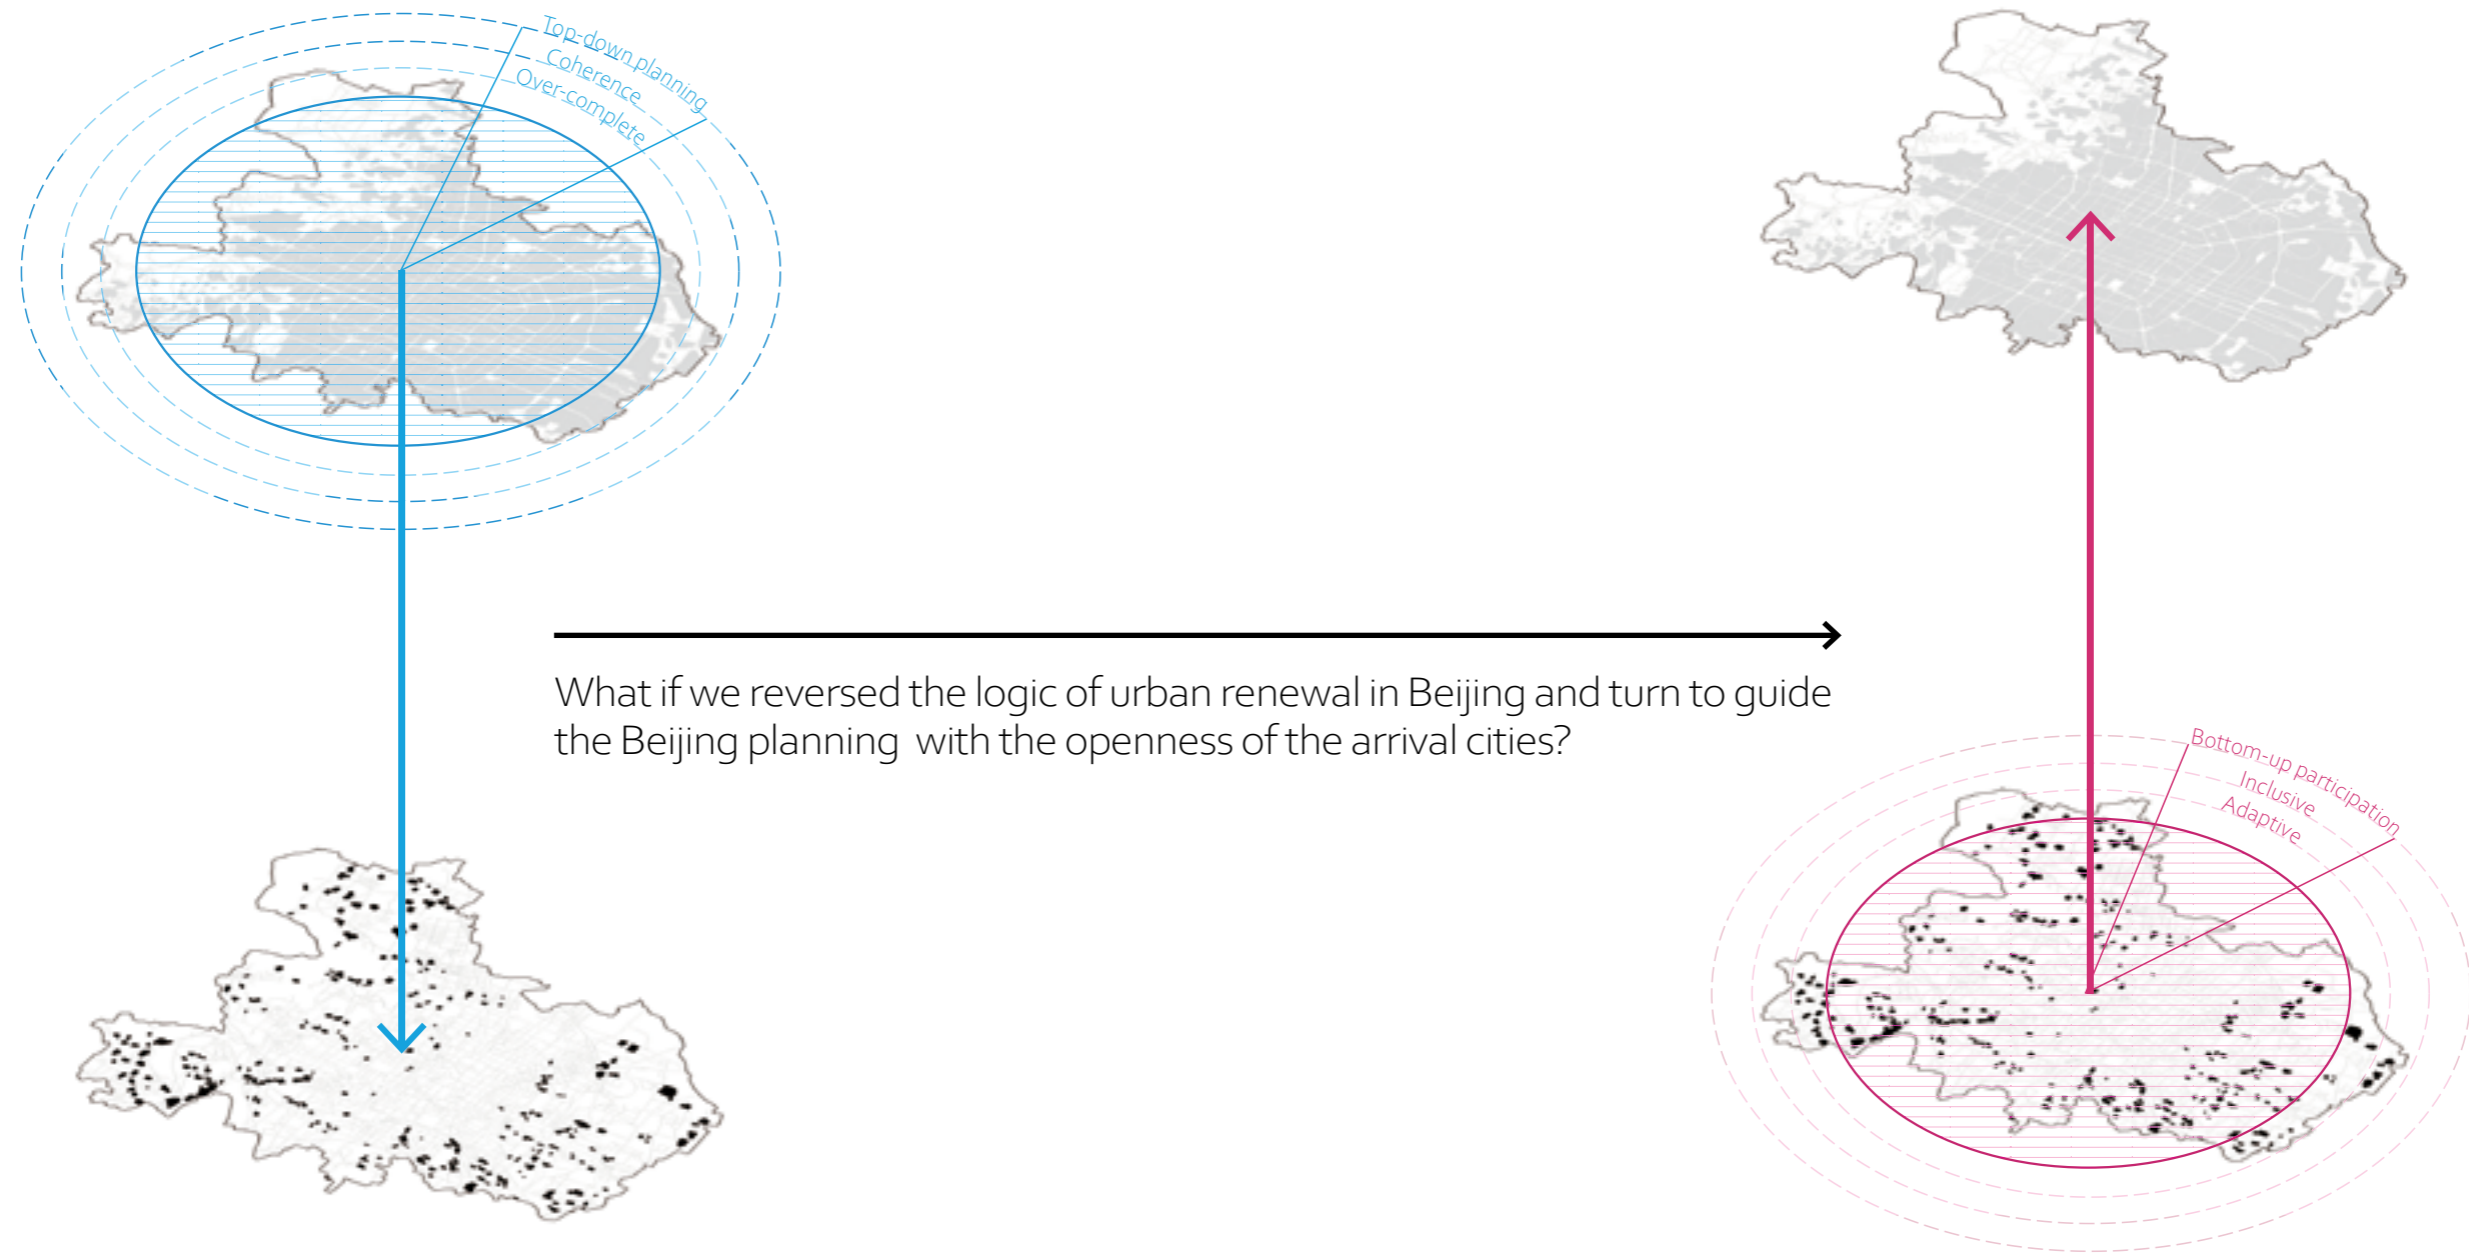 Top-down planning
Coherence
Over-complete
What if we reversed the logic of urban renewal in Beijing and turn to guide
the Beijing planning  with the openness of the arrival cities?
Bottom-up participation
Inclusive
Adaptive